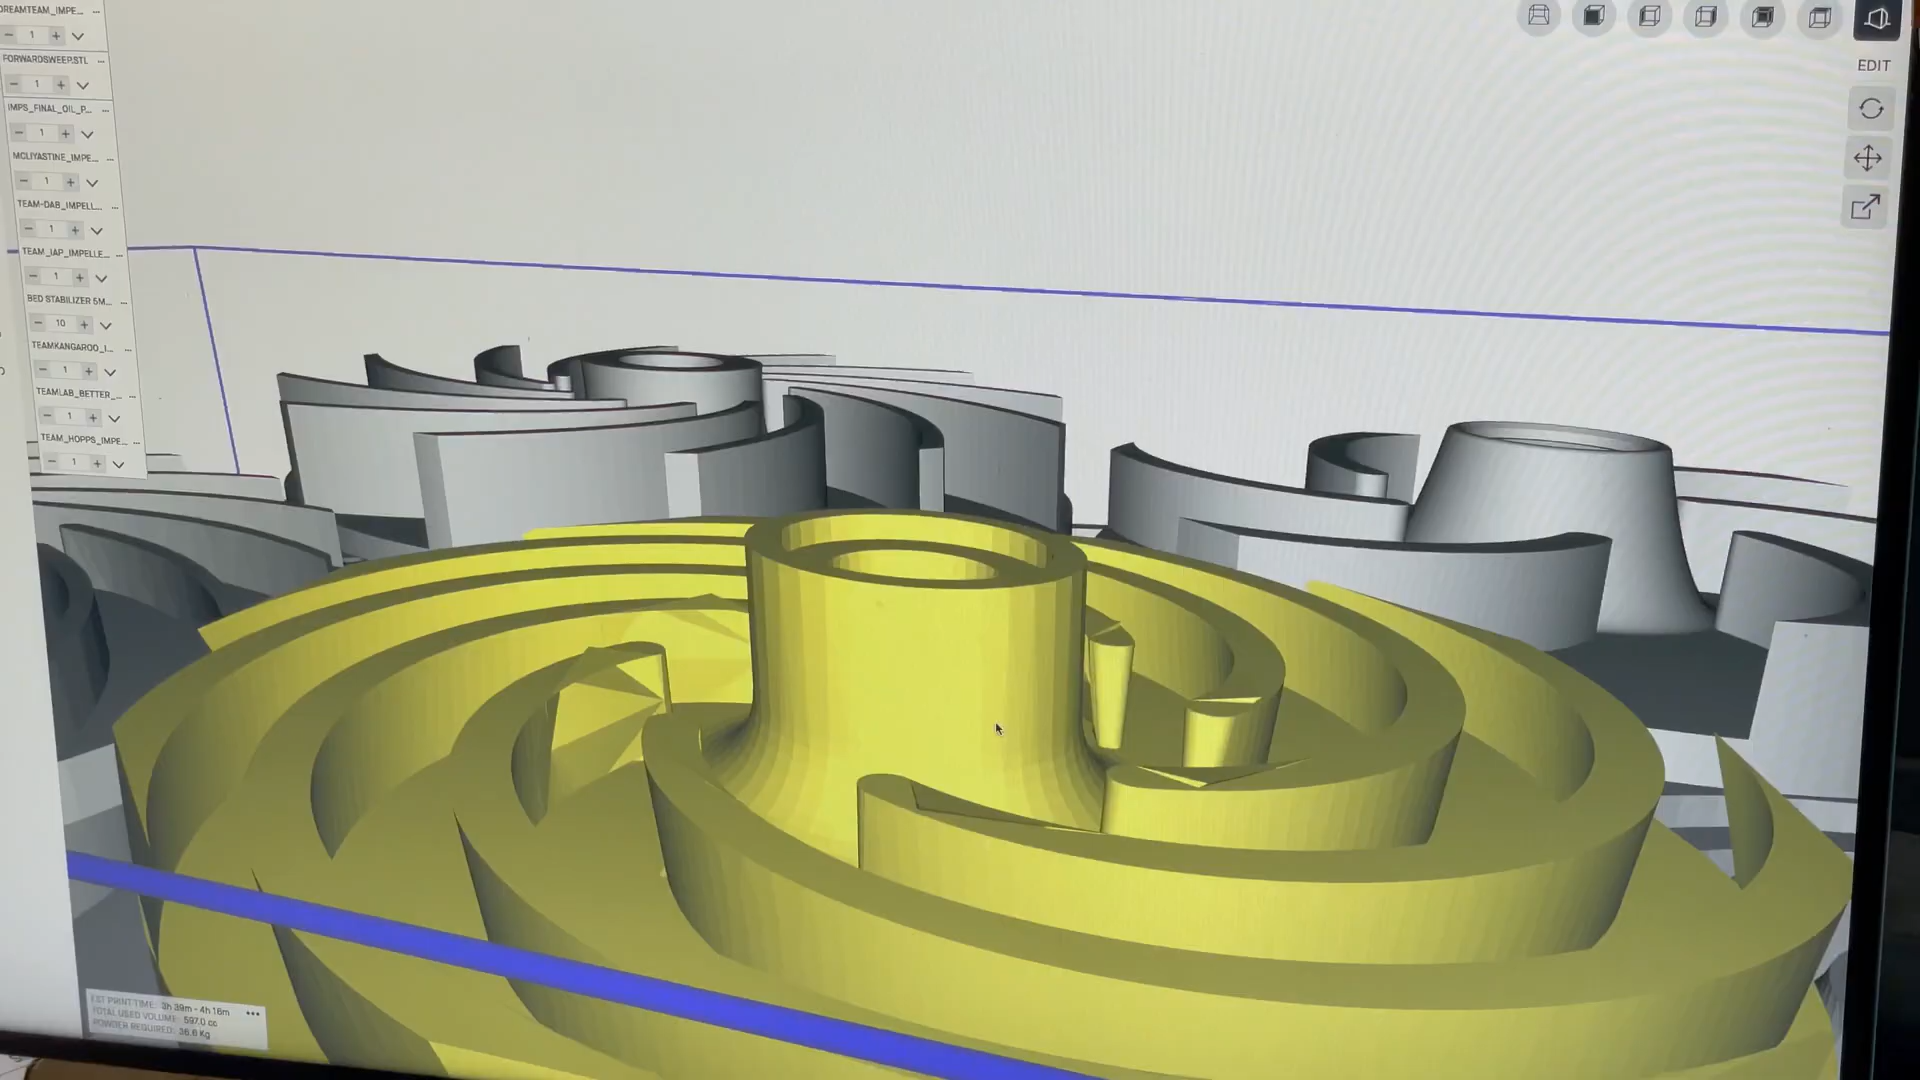 DREAMTEAM_IMPE... ...
− 1 +
FORWARDSWEEP.STL ...
− 1 +
IMPS_FINAL_OIL_P... ...
− 1 +
MCLIYASTINE_IMPE... ...
− 1 +
TEAM-DAB_IMPELL... ...
− 1 +
TEAM_IAP_IMPELLE... ...
− 1 +
BED STABILIZER 5M... ...
− 10 +
TEAMKANGAROO_I... ...
− 1 +
TEAMLAB_BETTER_... ...
− 1 +
TEAM_HOPPS_IMPE... ...
− 1 +
EDIT
EST PRINT TIME: 3h 39m - 4h 16m ...
TOTAL USED VOLUME: 597.0 cc
POWDER REQUIRED: 36.6 Kg